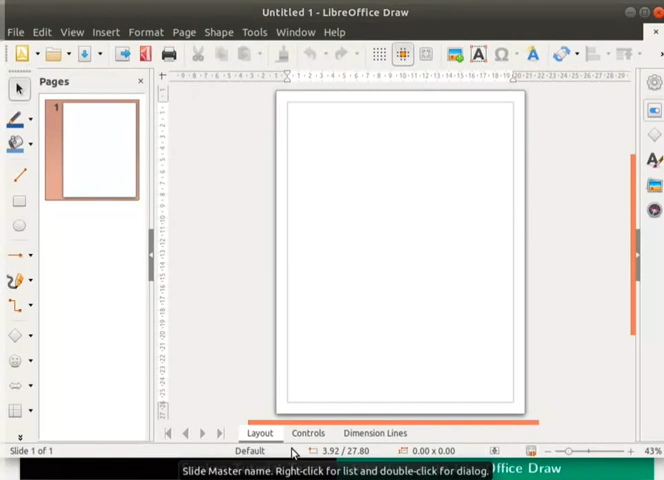 Untitled 1 - LibreOffice Draw
File Edit View Insert Format Page Shape Tools Window Help
Pages
1
Layout Controls Dimension Lines
Slide 1 of 1 Default 3.92 / 27.80 0.00 x 0.00 43%
Slide Master name. Right-click for list and double-click for dialog.
Office Draw